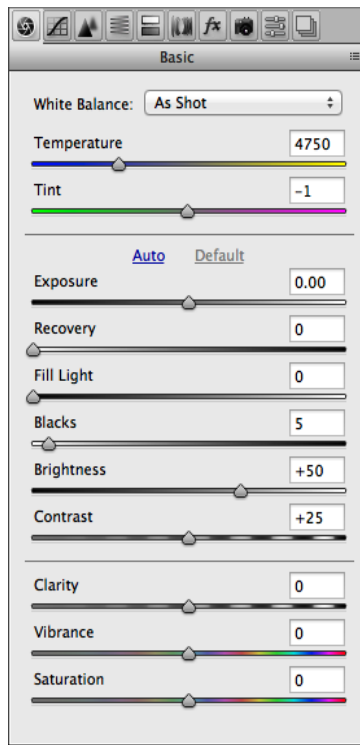 fx
Basic
White Balance: As Shot
Temperature 4750
Tint -1
Auto Default
Exposure 0.00
Recovery 0
Fill Light 0
Blacks 5
Brightness +50
Contrast +25
Clarity 0
Vibrance 0
Saturation 0